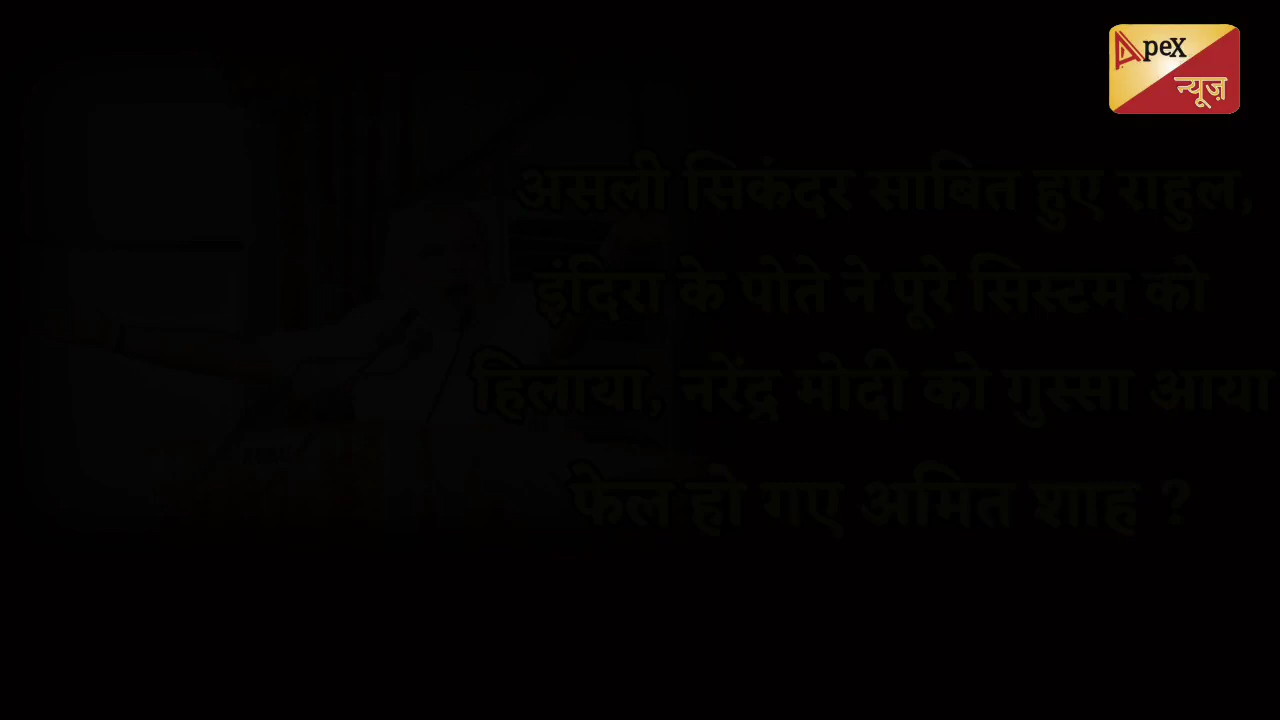 ApeX
न्यूज़
असली सिकंदर साबित हुए राहुल,
इंदिरा के पोते ने पूरे सिस्टम को
हिलाया, नरेंद्र मोदी को गुस्सा आया,
फेल हो गए अमित शाह ?